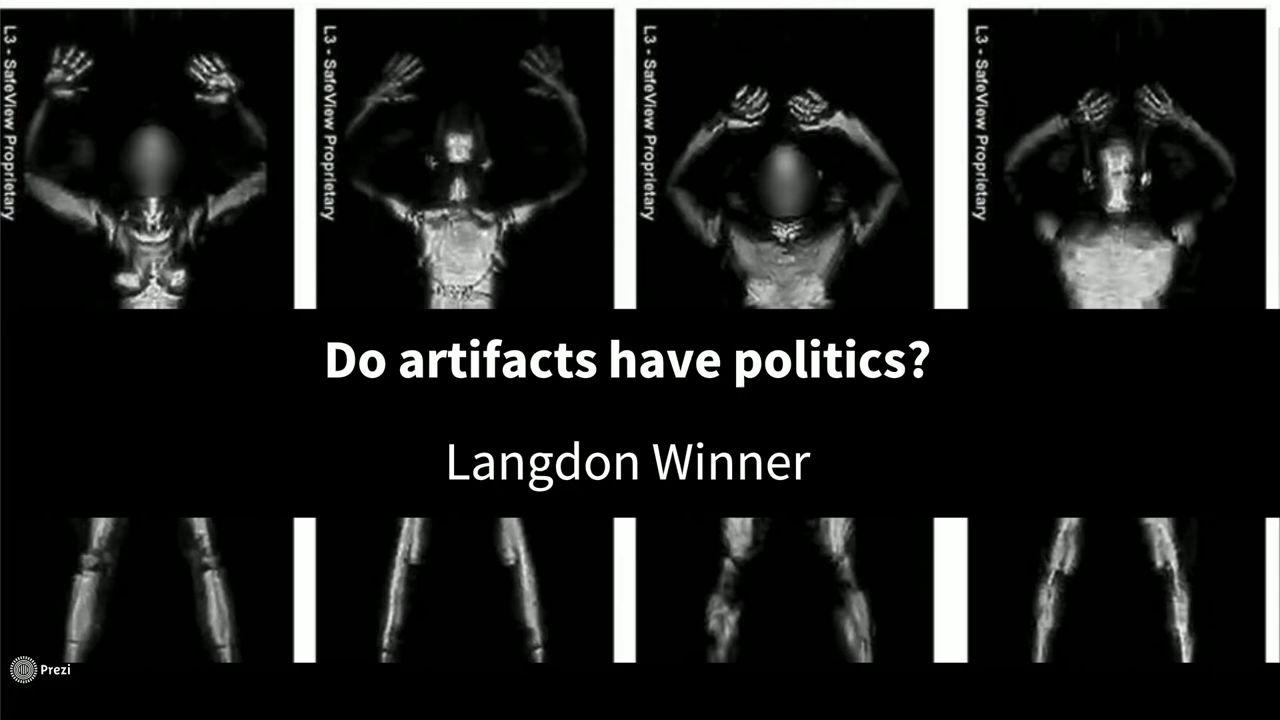 L3 - SafeView Proprietary
L3 - SafeView Proprietary
L3 - SafeView Proprietary
L3 - SafeView Proprietary
Do artifacts have politics?
Langdon Winner
Prezi